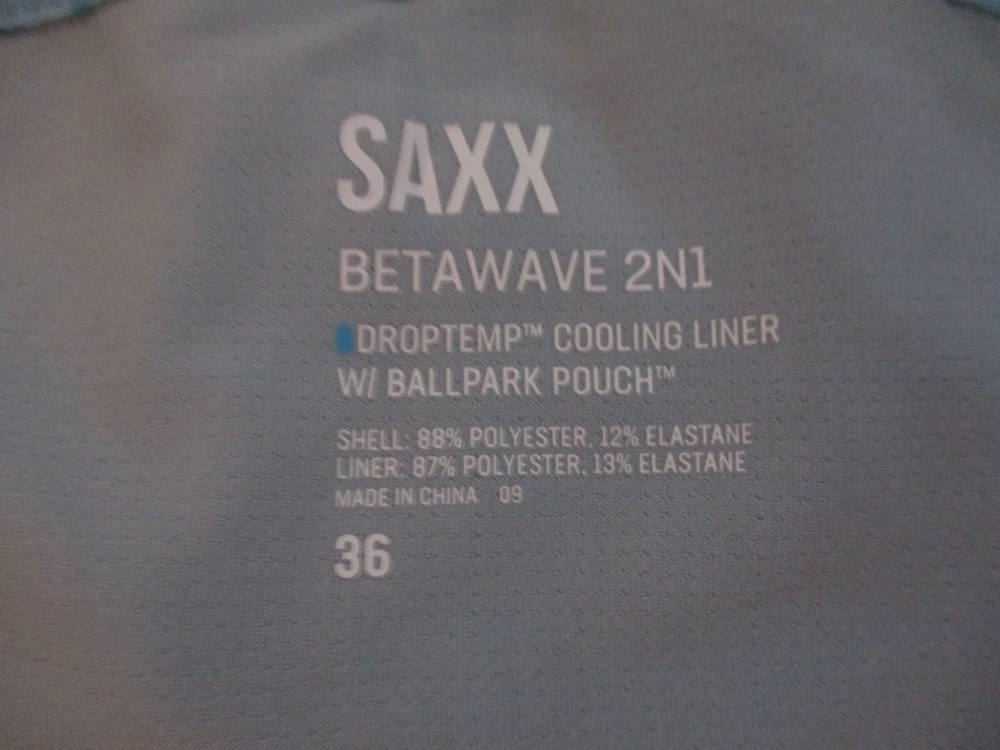 SAXX
BETAWAVE 2N1
DROPTEMP™ COOLING LINER
W/ BALLPARK POUCH™
SHELL: 88% POLYESTER, 12% ELASTANE
LINER: 87% POLYESTER, 13% ELASTANE
MADE IN CHINA 09
36